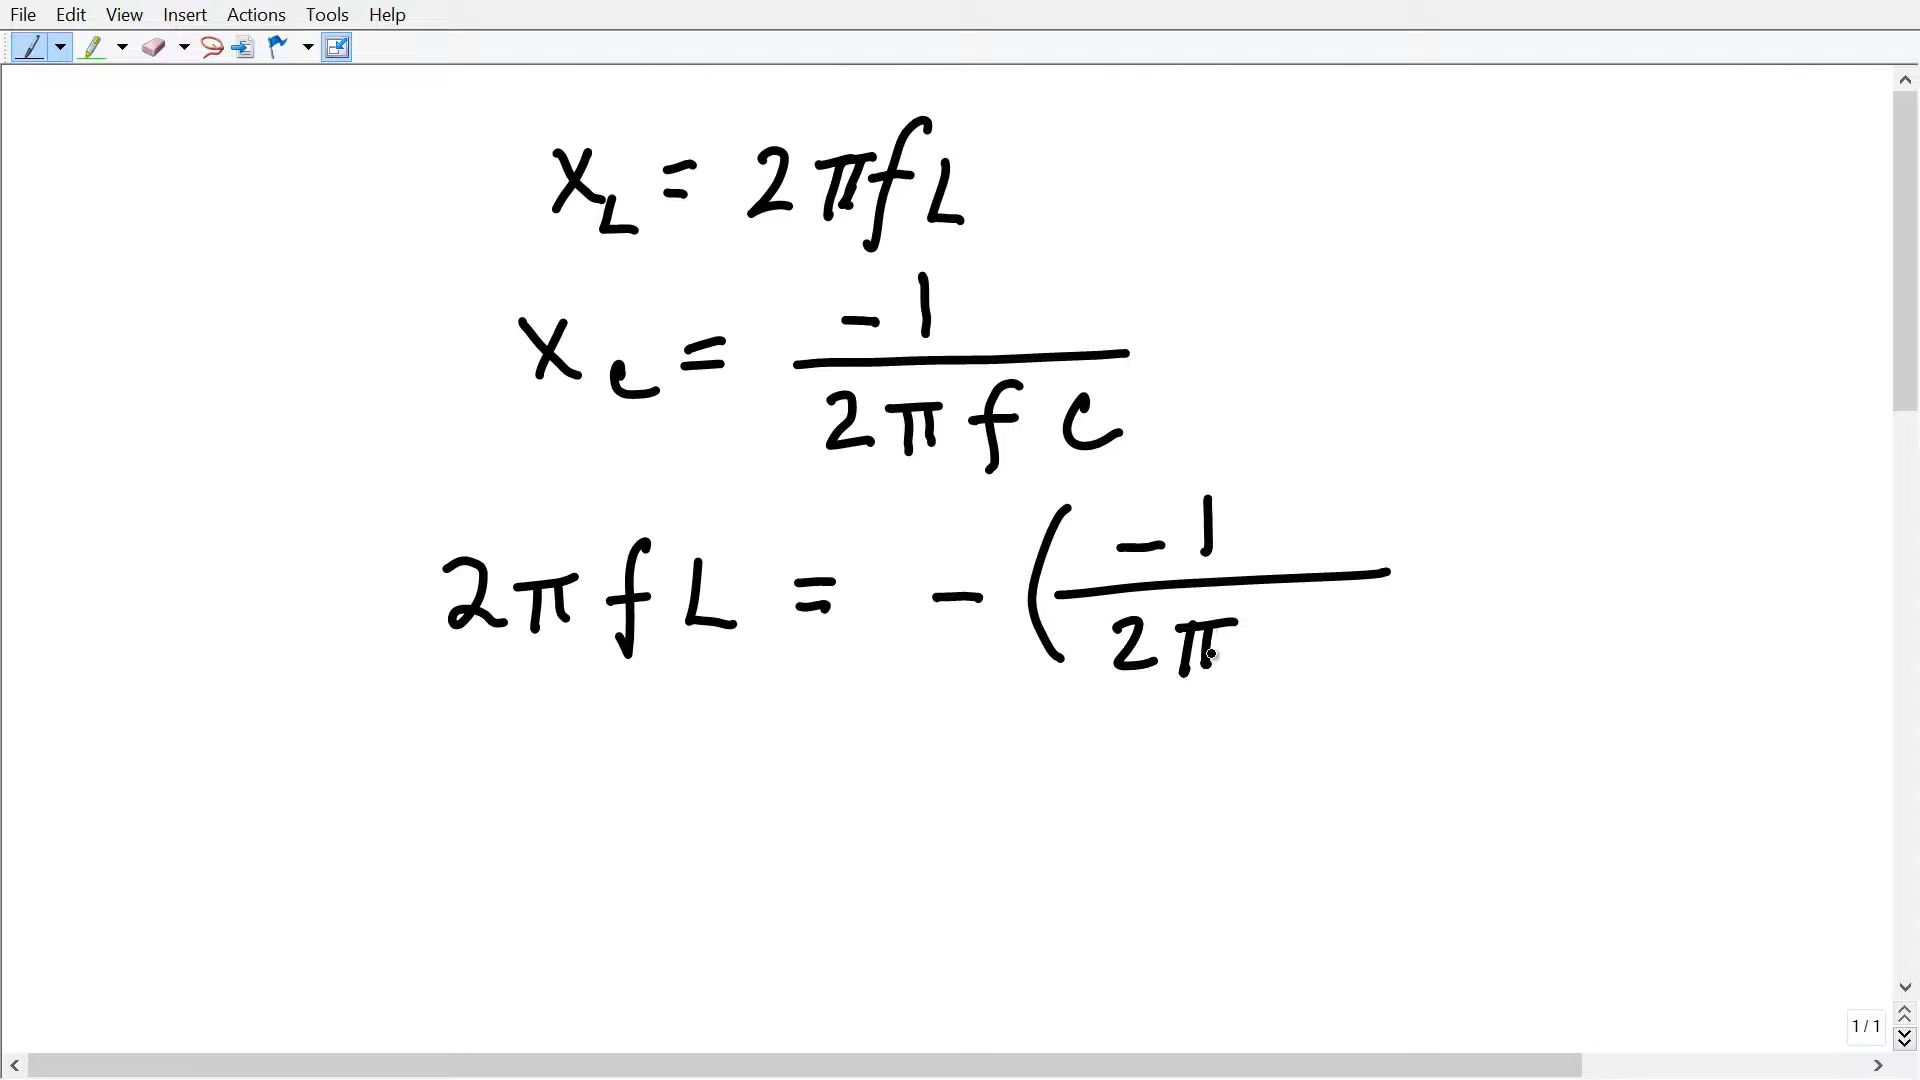 File Edit View Insert Actions Tools Help
X_L = 2πfL
X_C = -1 / 2πfC
2πfL = -( -1 / 2π
1 / 1